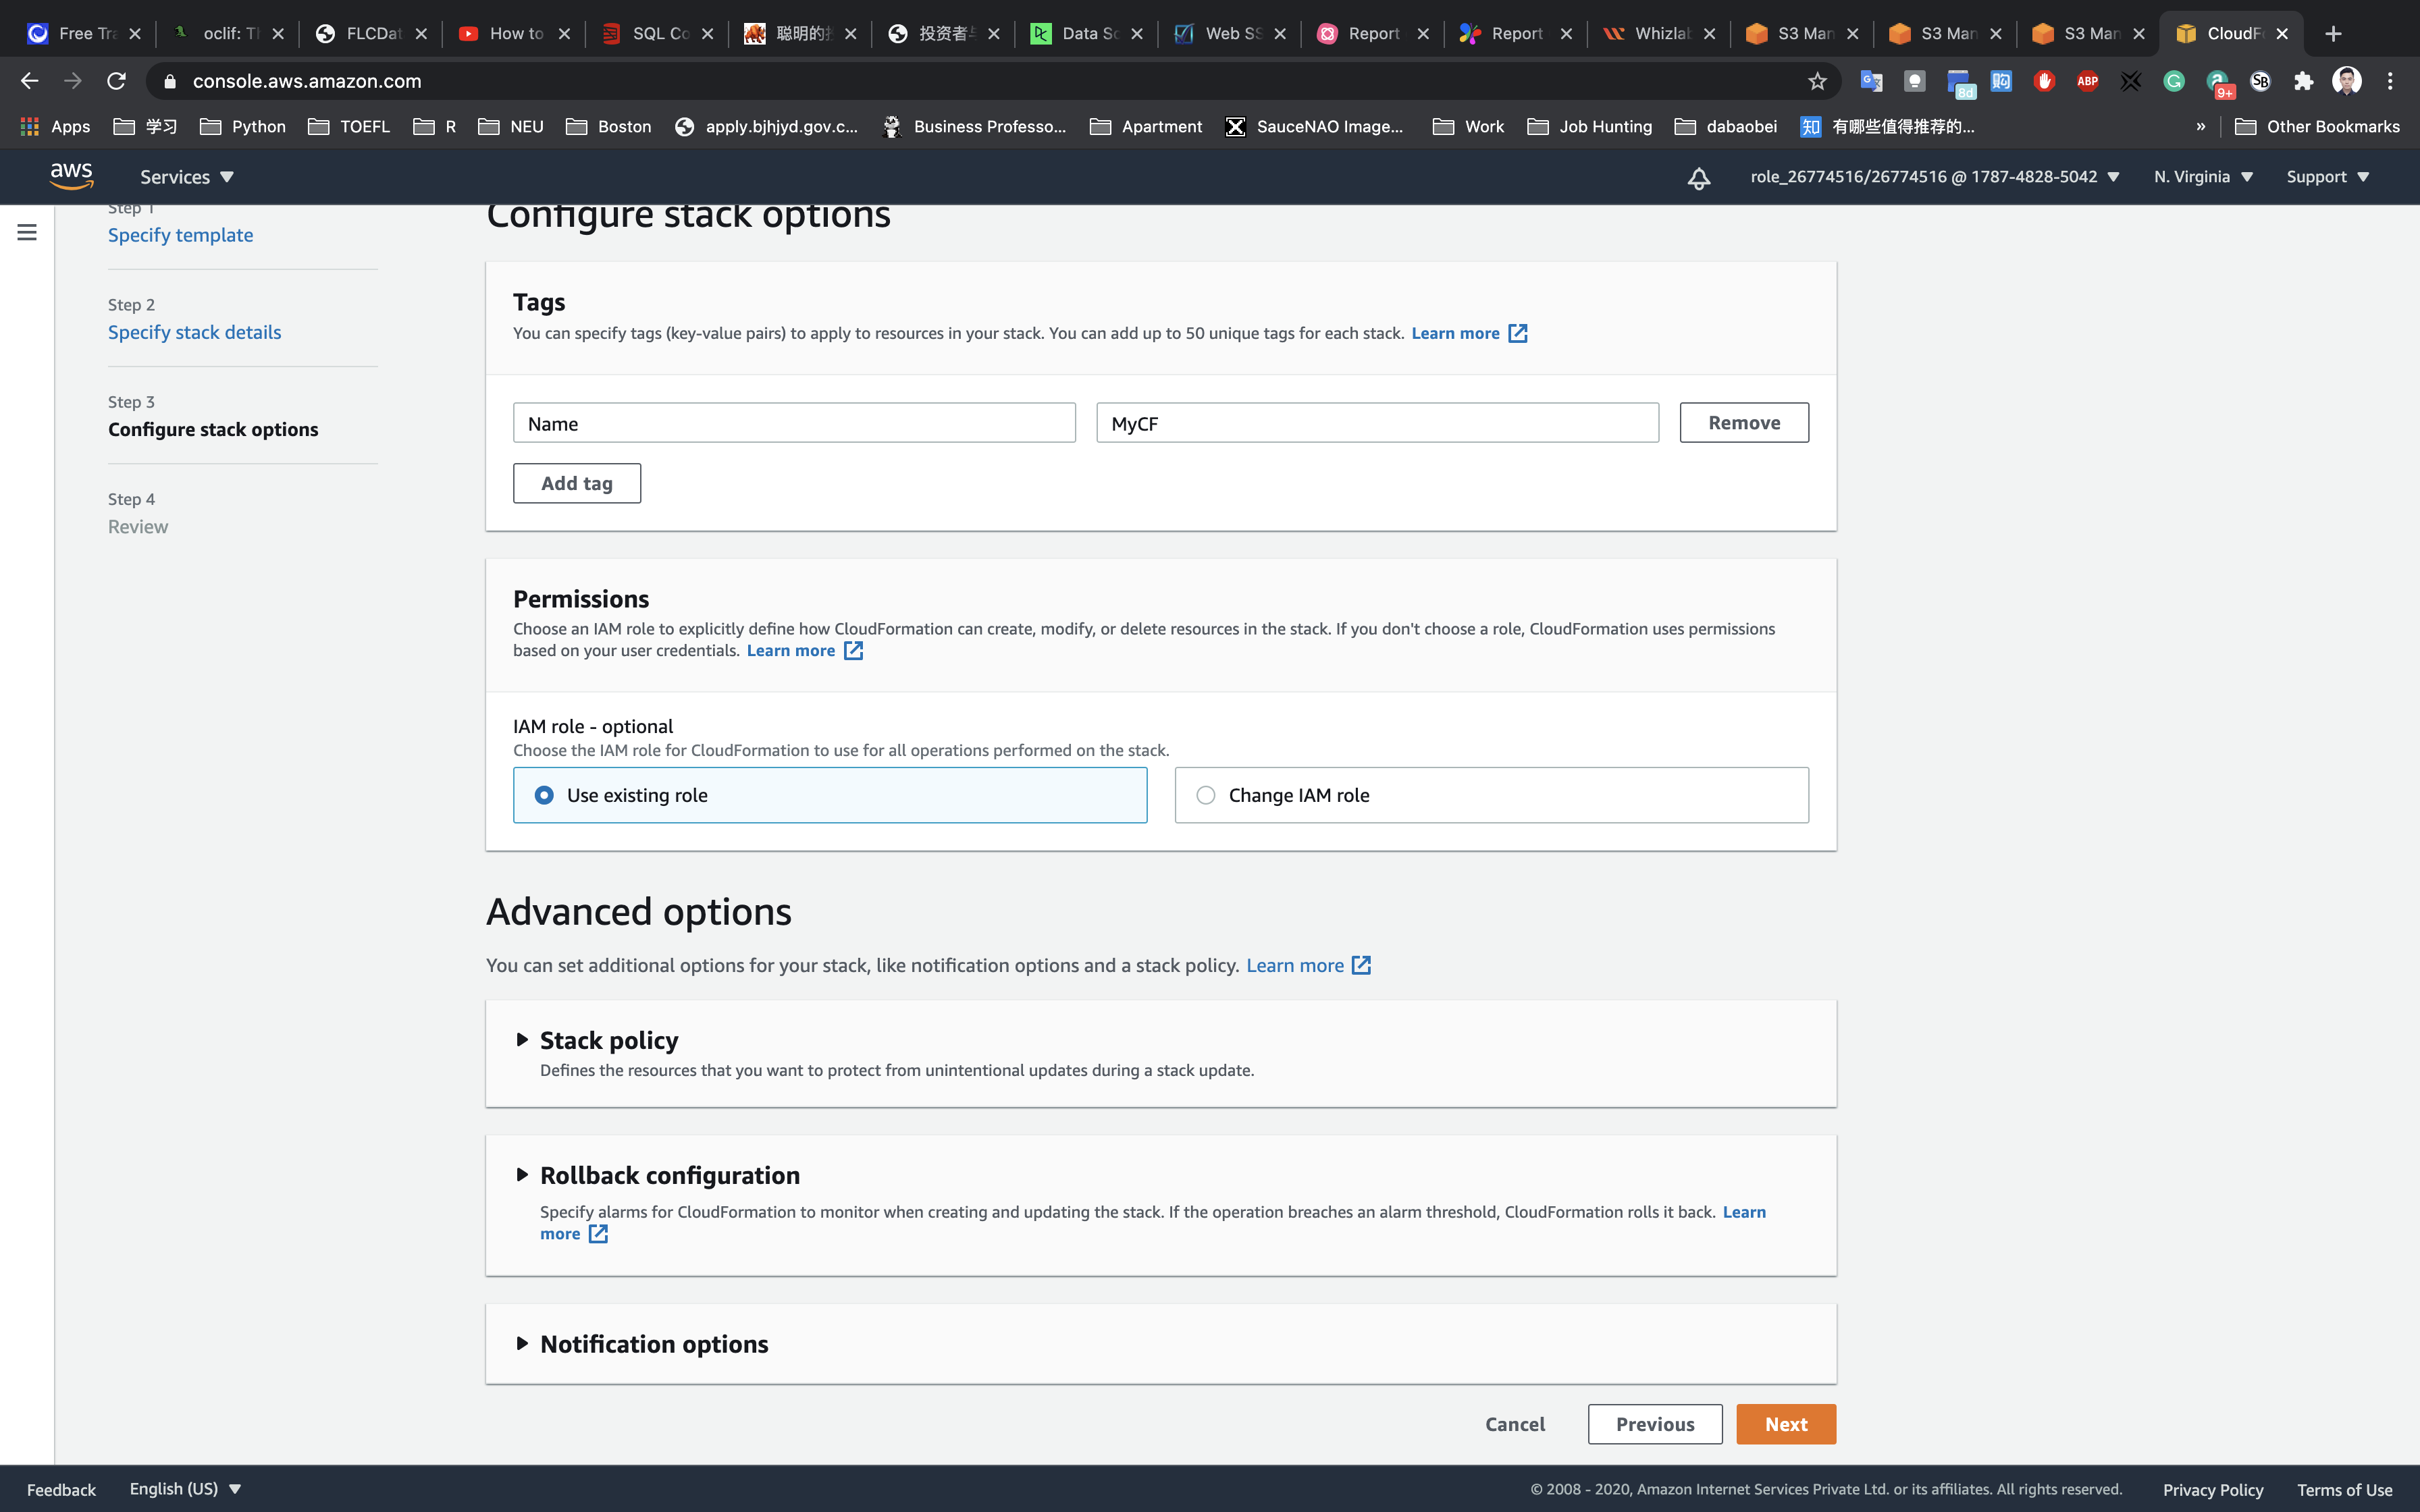 Free Tra
oclif: Th
FLCDat
How to
SQL Co
聪明的投
投资者与
Data Sc
Web SS
Report
Report
Whizlab
S3 Man
S3 Man
S3 Man
CloudFo
console.aws.amazon.com
8d
购
ABP
9+
SB
Apps
学习
Python
TOEFL
R
NEU
Boston
apply.bjhjyd.gov.c...
Business Professo...
Apartment
SauceNAO Image...
Work
Job Hunting
dabaobei
知 有哪些值得推荐的...
»
Other Bookmarks
aws
Services
role_26774516/26774516 @ 1787-4828-5042
N. Virginia
Support
Step 1
Specify template
Step 2
Specify stack details
Step 3
Configure stack options
Step 4
Review
Configure stack options
Tags
You can specify tags (key-value pairs) to apply to resources in your stack. You can add up to 50 unique tags for each stack. Learn more
Name
MyCF
Remove
Add tag
Permissions
Choose an IAM role to explicitly define how CloudFormation can create, modify, or delete resources in the stack. If you don't choose a role, CloudFormation uses permissions
based on your user credentials. Learn more
IAM role - optional
Choose the IAM role for CloudFormation to use for all operations performed on the stack.
Use existing role
Change IAM role
Advanced options
You can set additional options for your stack, like notification options and a stack policy. Learn more
Stack policy
Defines the resources that you want to protect from unintentional updates during a stack update.
Rollback configuration
Specify alarms for CloudFormation to monitor when creating and updating the stack. If the operation breaches an alarm threshold, CloudFormation rolls it back. Learn
more
Notification options
Cancel
Previous
Next
Feedback
English (US)
© 2008 - 2020, Amazon Internet Services Private Ltd. or its affiliates. All rights reserved.
Privacy Policy
Terms of Use